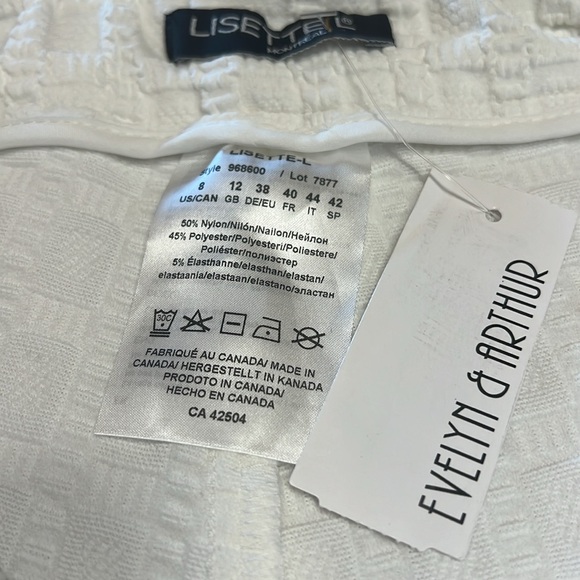 LISETTE-L®
MONTREAL
LISETTE-L
Style 968600 / Lot 7877
8 12 38 40 44 42
US/CAN GB DE/EU FR IT SP
50% Nylon/Nilón/Nailon/Нейлон
45% Polyester/Polyesteri/Poliestere/
Poliéster/полиэстер
5% Élasthanne/elasthan/elastan/
elastaania/elastaan/elastano/эластан
30C
FABRIQUÉ AU CANADA/ MADE IN
CANADA/ HERGESTELLT IN KANADA
PRODOTO IN CANADA/
HECHO EN CANADA
CA 42504
EVELYN & ARTHUR